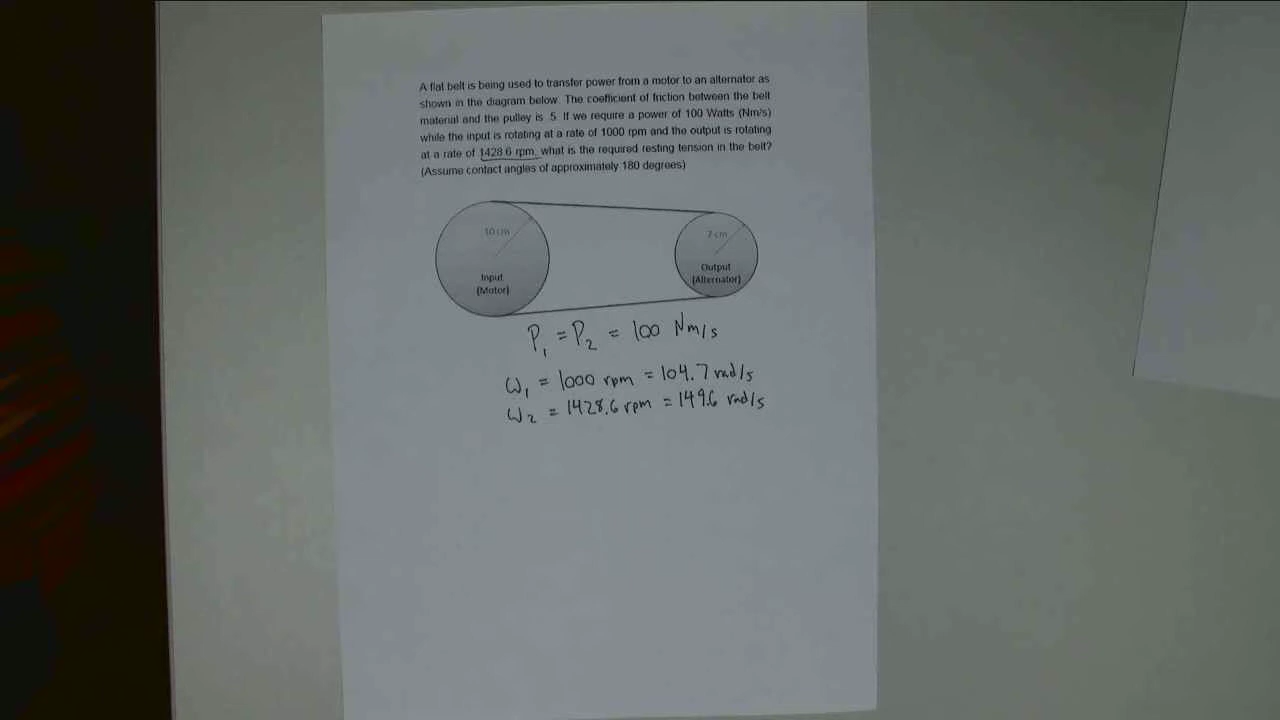 A flat belt is being used to transfer power from a motor to an alternator as
shown in the diagram below. The coefficient of friction between the belt
material and the pulley is .5. If we require a power of 100 Watts (Nm/s)
while the input is rotating at a rate of 1000 rpm and the output is rotating
at a rate of 1428.6 rpm, what is the required resting tension in the belt?
(Assume contact angles of approximately 180 degrees)
10 cm
Input
(Motor)
7 cm
Output
(Alternator)
P₁ = P₂ = 100 Nm/s
ω₁ = 1000 rpm = 104.7 rad/s
ω₂ = 1428.6 rpm = 149.6 rad/s